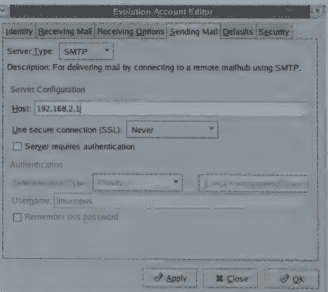 Evolution Account Editor
Identity Receiving Mail Receiving Options Sending Mail Defaults Security
Server Type: SMTP
Description: For delivering mail by connecting to a remote mailhub using SMTP.
Server Configuration
Host: 192.168.2.1
Use secure connection (SSL): Never
Server requires authentication
Authentication
Username: linuxnews
Remember this password
Apply Close OK